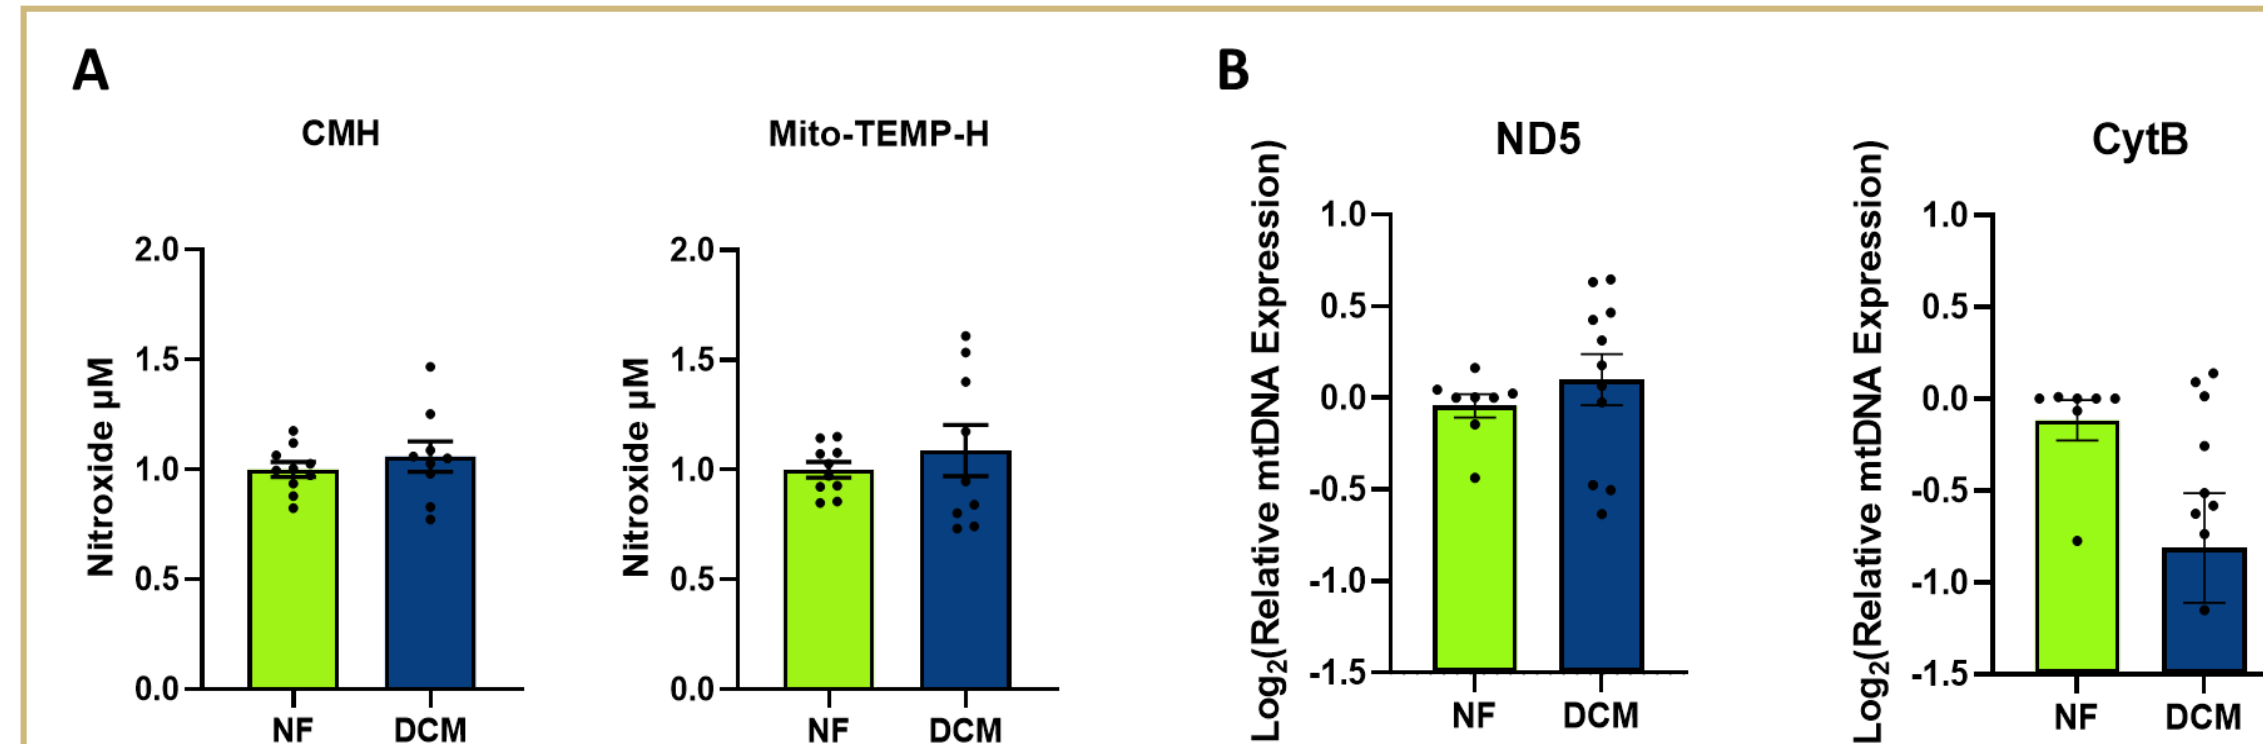 A
B
CMH
Mito-TEMP-H
ND5
CytB
Nitroxide µM
2.0
1.5
1.0
0.5
0.0
NF
DCM
Nitroxide µM
2.0
1.5
1.0
0.5
0.0
NF
DCM
Log₂(Relative mtDNA Expression)
1.0
0.5
0.0
-0.5
-1.0
-1.5
NF
DCM
Log₂(Relative mtDNA Expression)
1.0
0.5
0.0
-0.5
-1.0
-1.5
NF
DCM